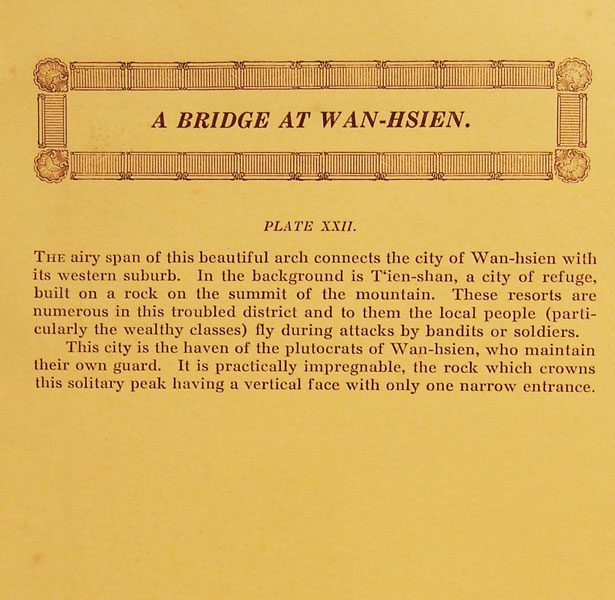 A BRIDGE AT WAN-HSIEN.
PLATE XXII.
THE airy span of this beautiful arch connects the city of Wan-hsien with
its western suburb. In the background is T‘ien-shan, a city of refuge,
built on a rock on the summit of the mountain. These resorts are
numerous in this troubled district and to them the local people (parti-
cularly the wealthy classes) fly during attacks by bandits or soldiers.
This city is the haven of the plutocrats of Wan-hsien, who maintain
their own guard. It is practically impregnable, the rock which crowns
this solitary peak having a vertical face with only one narrow entrance.